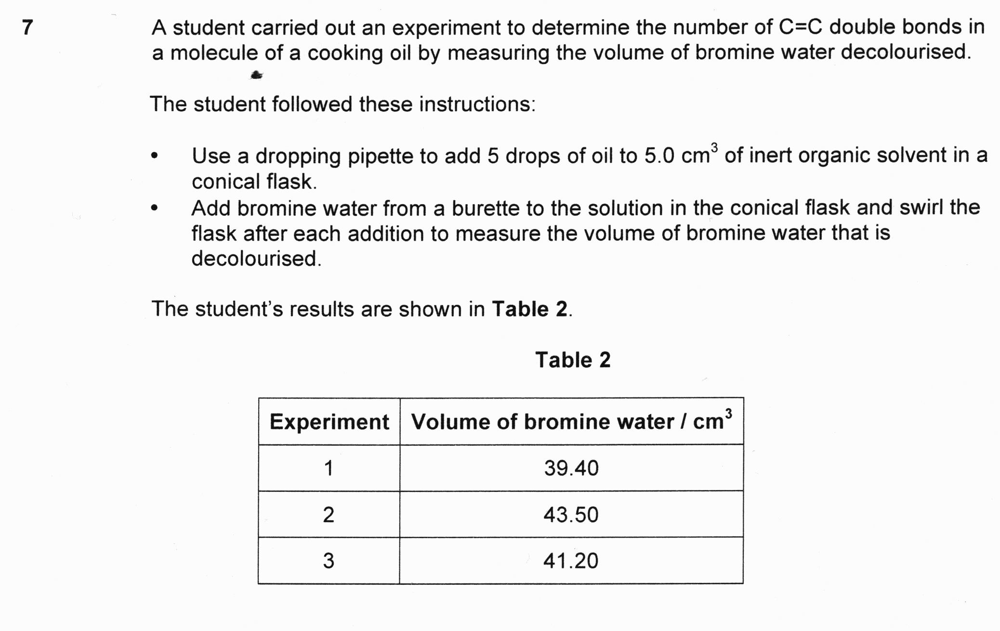 7 A student carried out an experiment to determine the number of C=C double bonds in
a molecule of a cooking oil by measuring the volume of bromine water decolourised.
The student followed these instructions:
• Use a dropping pipette to add 5 drops of oil to 5.0 cm³ of inert organic solvent in a
conical flask.
• Add bromine water from a burette to the solution in the conical flask and swirl the
flask after each addition to measure the volume of bromine water that is
decolourised.
The student’s results are shown in Table 2.
Table 2
Experiment Volume of bromine water / cm³
1 39.40
2 43.50
3 41.20